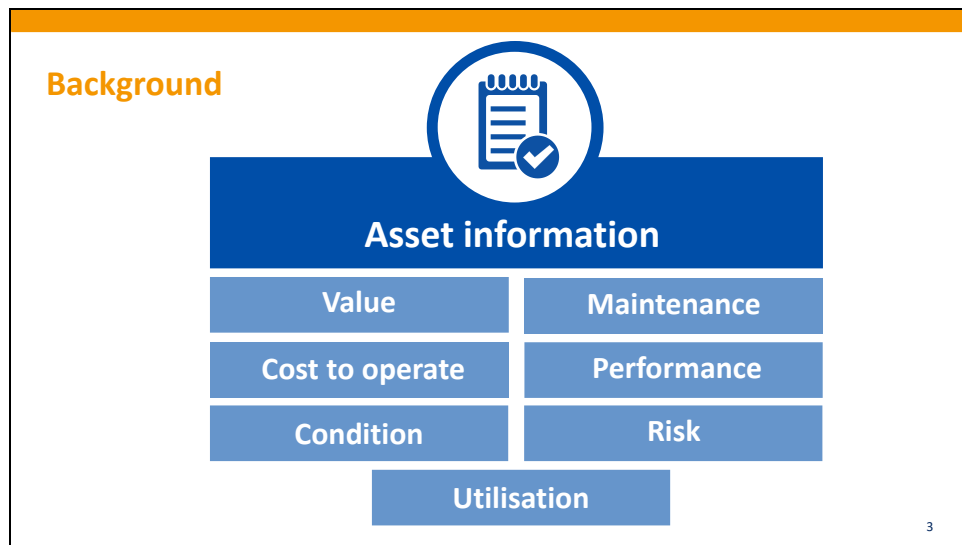 Background
Asset information
Value
Maintenance
Cost to operate
Performance
Condition
Risk
Utilisation
3